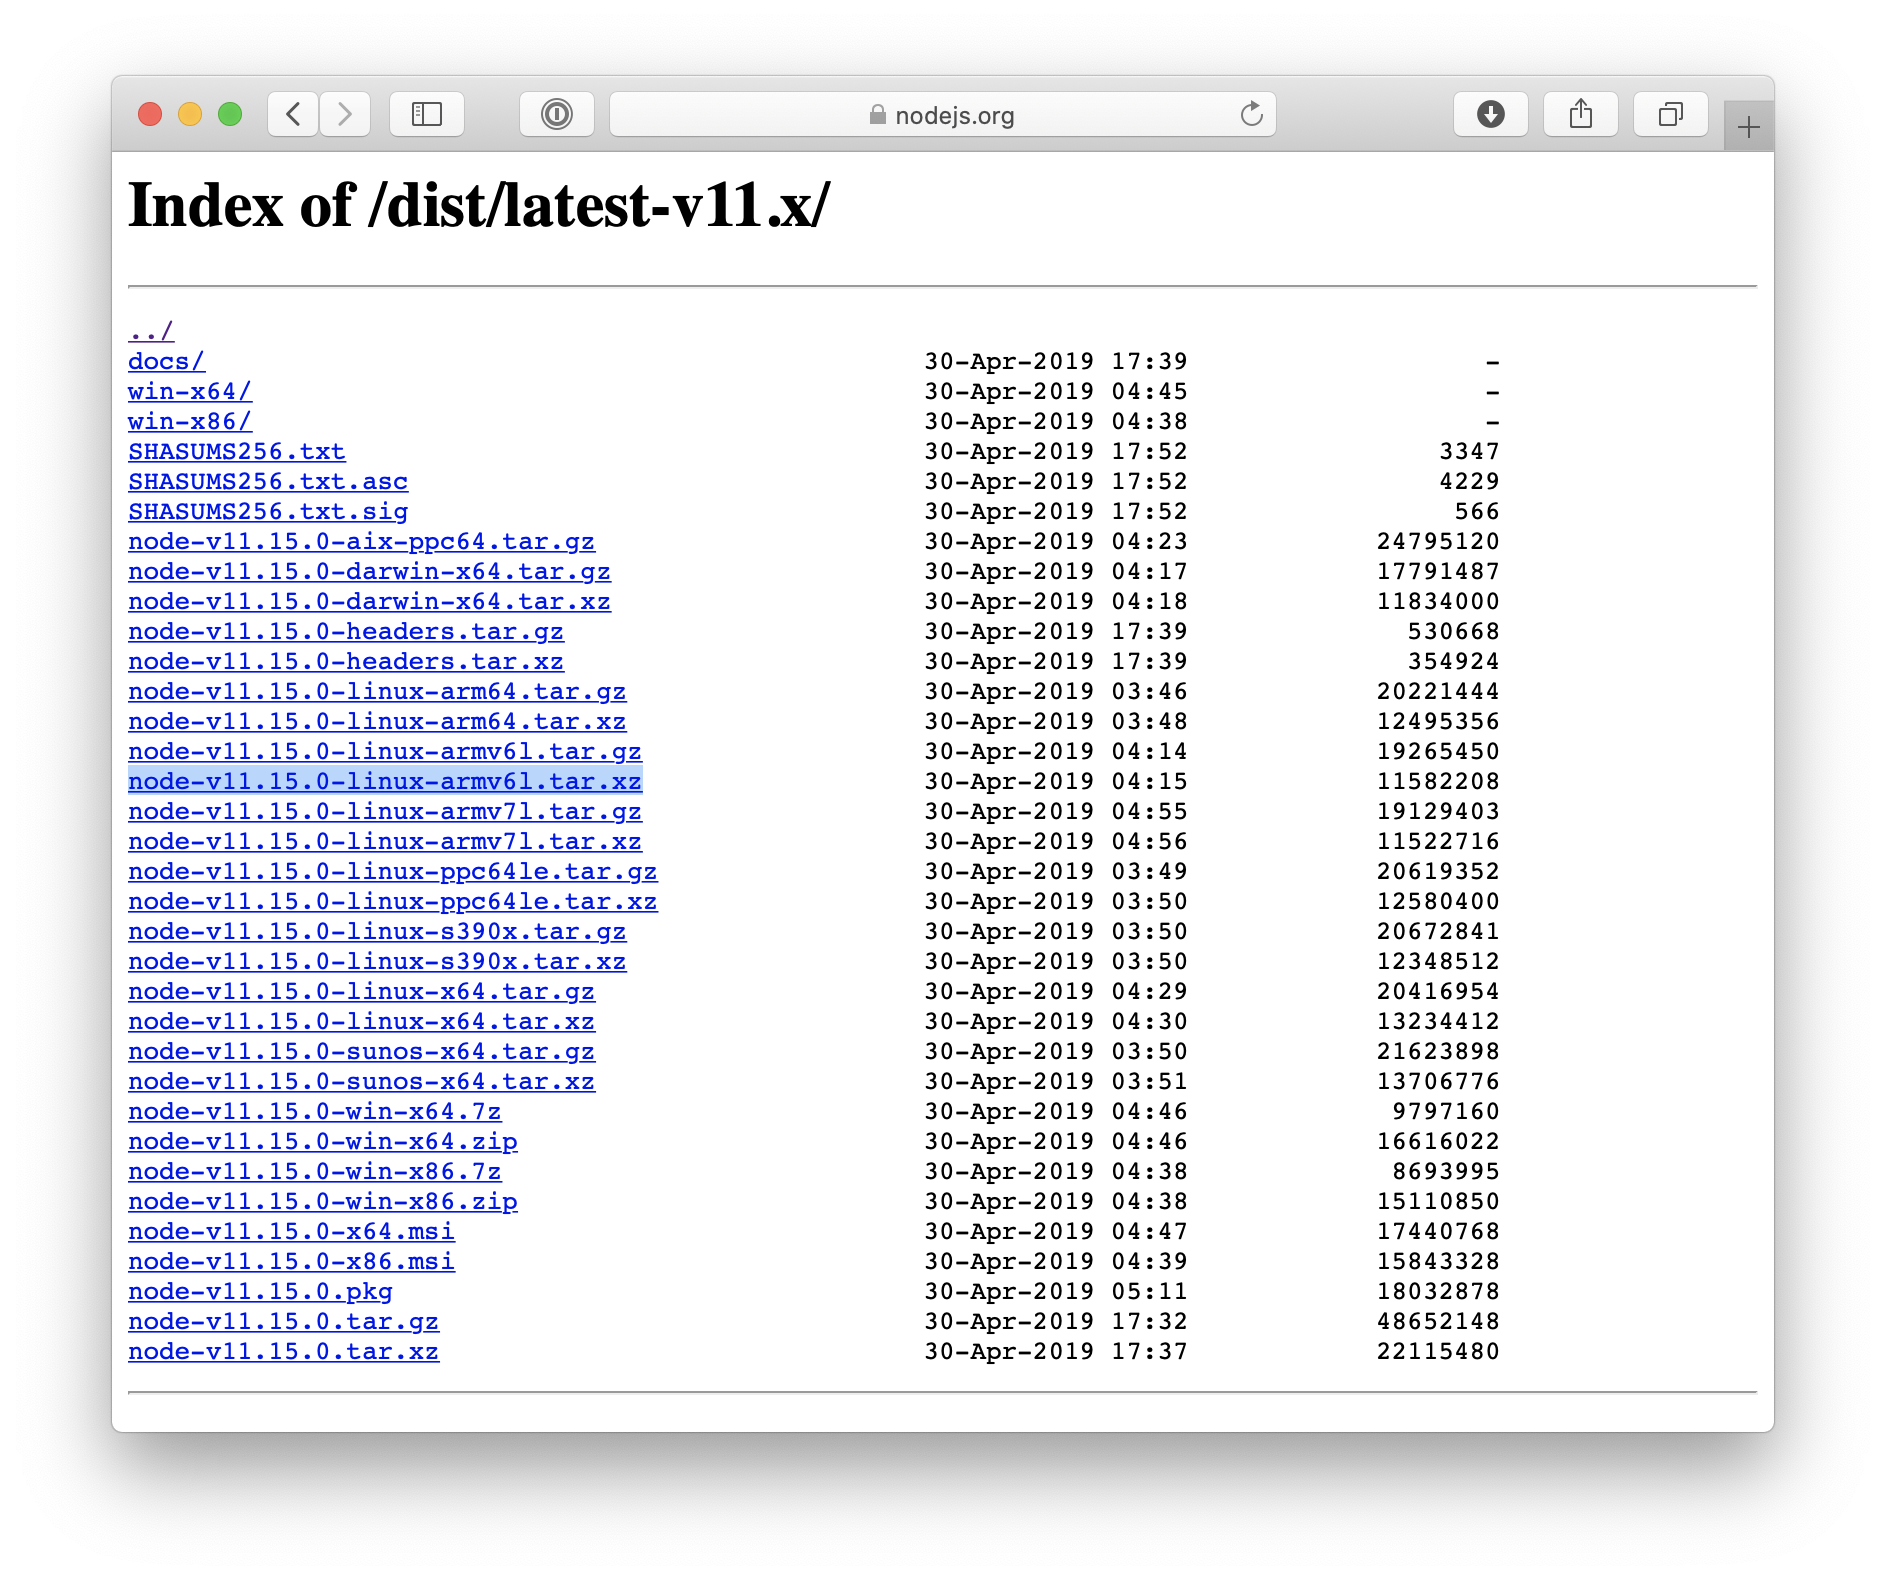 nodejs.org
Index of /dist/latest-v11.x/
../
docs/ 30-Apr-2019 17:39 -
win-x64/ 30-Apr-2019 04:45 -
win-x86/ 30-Apr-2019 04:38 -
SHASUMS256.txt 30-Apr-2019 17:52 3347
SHASUMS256.txt.asc 30-Apr-2019 17:52 4229
SHASUMS256.txt.sig 30-Apr-2019 17:52 566
node-v11.15.0-aix-ppc64.tar.gz 30-Apr-2019 04:23 24795120
node-v11.15.0-darwin-x64.tar.gz 30-Apr-2019 04:17 17791487
node-v11.15.0-darwin-x64.tar.xz 30-Apr-2019 04:18 11834000
node-v11.15.0-headers.tar.gz 30-Apr-2019 17:39 530668
node-v11.15.0-headers.tar.xz 30-Apr-2019 17:39 354924
node-v11.15.0-linux-arm64.tar.gz 30-Apr-2019 03:46 20221444
node-v11.15.0-linux-arm64.tar.xz 30-Apr-2019 03:48 12495356
node-v11.15.0-linux-armv6l.tar.gz 30-Apr-2019 04:14 19265450
node-v11.15.0-linux-armv6l.tar.xz 30-Apr-2019 04:15 11582208
node-v11.15.0-linux-armv7l.tar.gz 30-Apr-2019 04:55 19129403
node-v11.15.0-linux-armv7l.tar.xz 30-Apr-2019 04:56 11522716
node-v11.15.0-linux-ppc64le.tar.gz 30-Apr-2019 03:49 20619352
node-v11.15.0-linux-ppc64le.tar.xz 30-Apr-2019 03:50 12580400
node-v11.15.0-linux-s390x.tar.gz 30-Apr-2019 03:50 20672841
node-v11.15.0-linux-s390x.tar.xz 30-Apr-2019 03:50 12348512
node-v11.15.0-linux-x64.tar.gz 30-Apr-2019 04:29 20416954
node-v11.15.0-linux-x64.tar.xz 30-Apr-2019 04:30 13234412
node-v11.15.0-sunos-x64.tar.gz 30-Apr-2019 03:50 21623898
node-v11.15.0-sunos-x64.tar.xz 30-Apr-2019 03:51 13706776
node-v11.15.0-win-x64.7z 30-Apr-2019 04:46 9797160
node-v11.15.0-win-x64.zip 30-Apr-2019 04:46 16616022
node-v11.15.0-win-x86.7z 30-Apr-2019 04:38 8693995
node-v11.15.0-win-x86.zip 30-Apr-2019 04:38 15110850
node-v11.15.0-x64.msi 30-Apr-2019 04:47 17440768
node-v11.15.0-x86.msi 30-Apr-2019 04:39 15843328
node-v11.15.0.pkg 30-Apr-2019 05:11 18032878
node-v11.15.0.tar.gz 30-Apr-2019 17:32 48652148
node-v11.15.0.tar.xz 30-Apr-2019 17:37 22115480